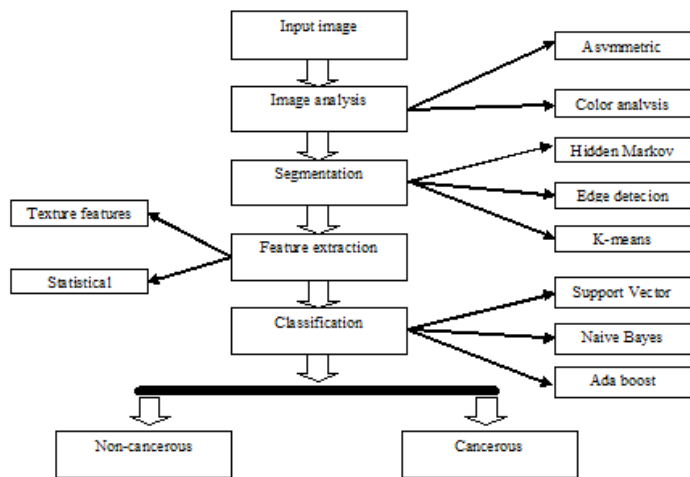 Input image
Asymmetric
Image analysis
Color analysis
Hidden Markov
Segmentation
Edge detecion
Texture features
K-means
Feature extraction
Statistical
Support Vector
Classification
Naive Bayes
Ada boost
Non-cancerous
Cancerous